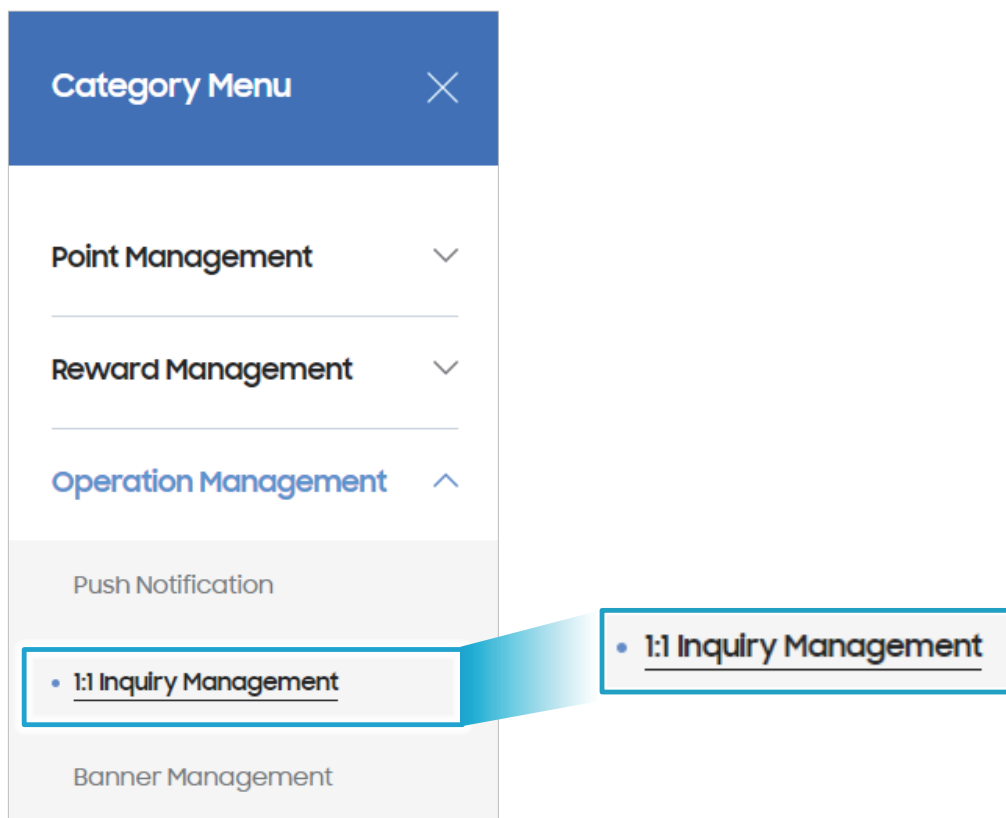 Category Menu
Point Management
Reward Management
Operation Management
Push Notification
1:1 Inquiry Management
1:1 Inquiry Management
Banner Management